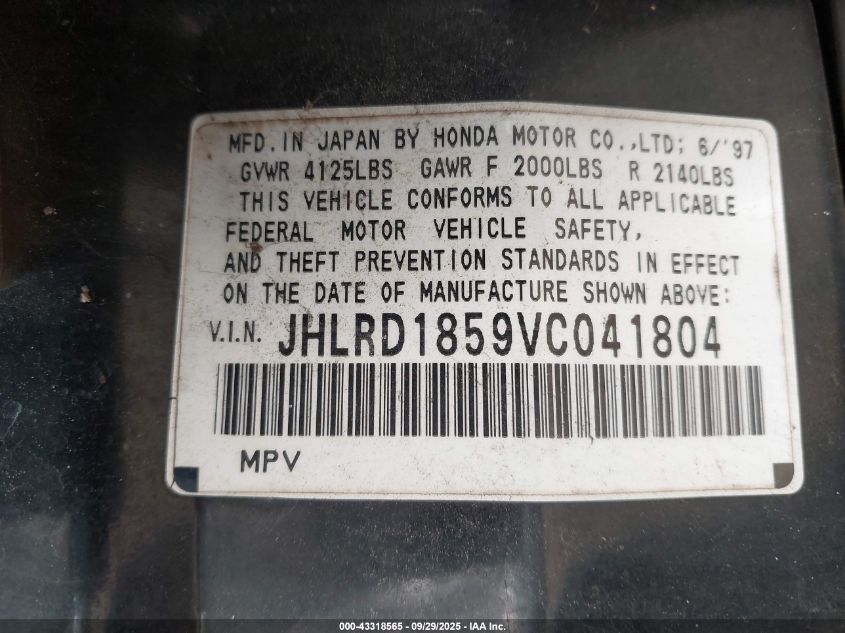 MFD. IN JAPAN BY HONDA MOTOR CO.,LTD; 6/'97
GVWR 4125LBS GAWR F 2000LBS R 2140LBS
THIS VEHICLE CONFORMS TO ALL APPLICABLE
FEDERAL MOTOR VEHICLE SAFETY,
AND THEFT PREVENTION STANDARDS IN EFFECT
ON THE DATE OF MANUFACTURE SHOWN ABOVE:
V.I.N. JHLRD1859VC041804
MPV
000-43318565 - 09/29/2025 - IAA Inc.